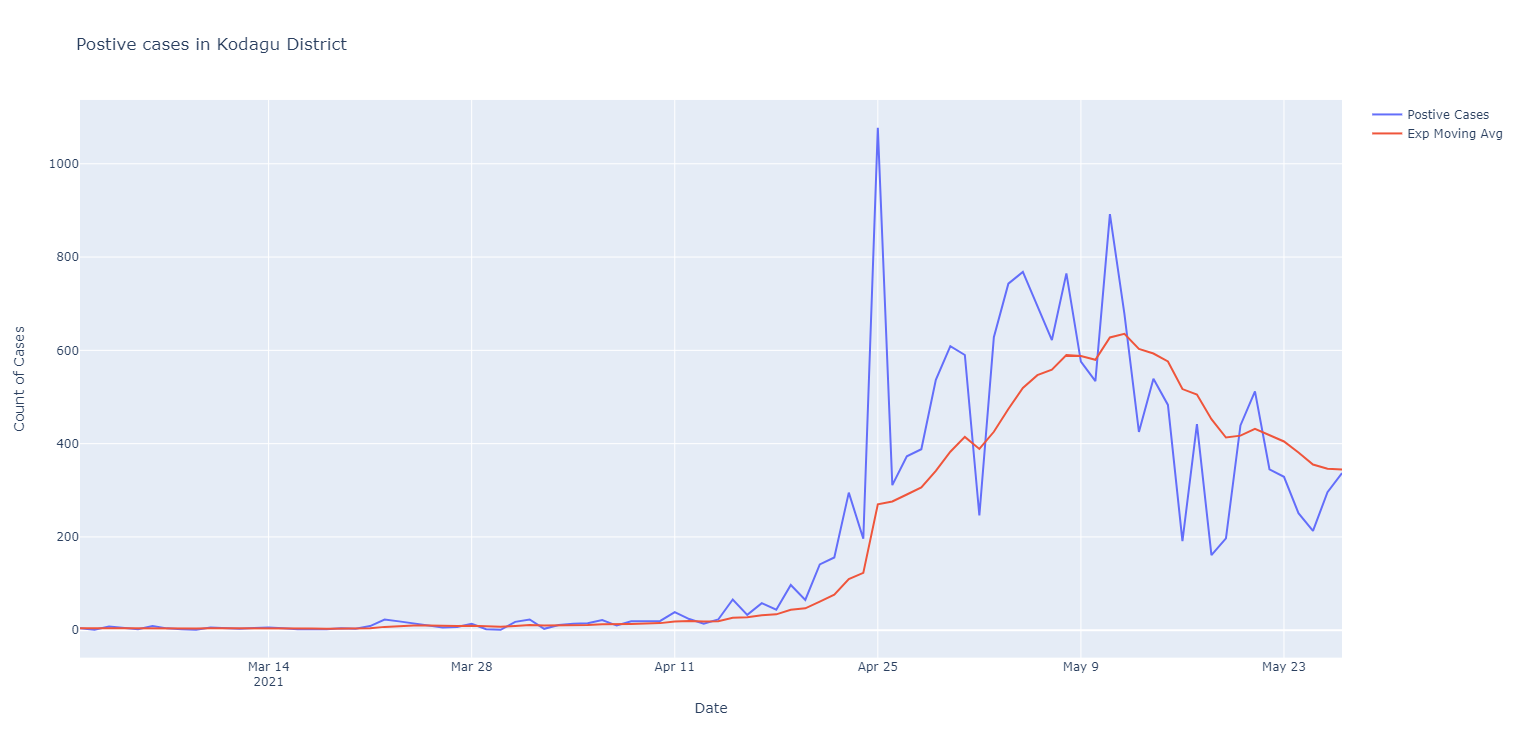 Postive cases in Kodagu District
Postive Cases
Exp Moving Avg
1000
800
600
400
200
0
Count of Cases
Mar 14
2021
Mar 28
Apr 11
Apr 25
May 9
May 23
Date